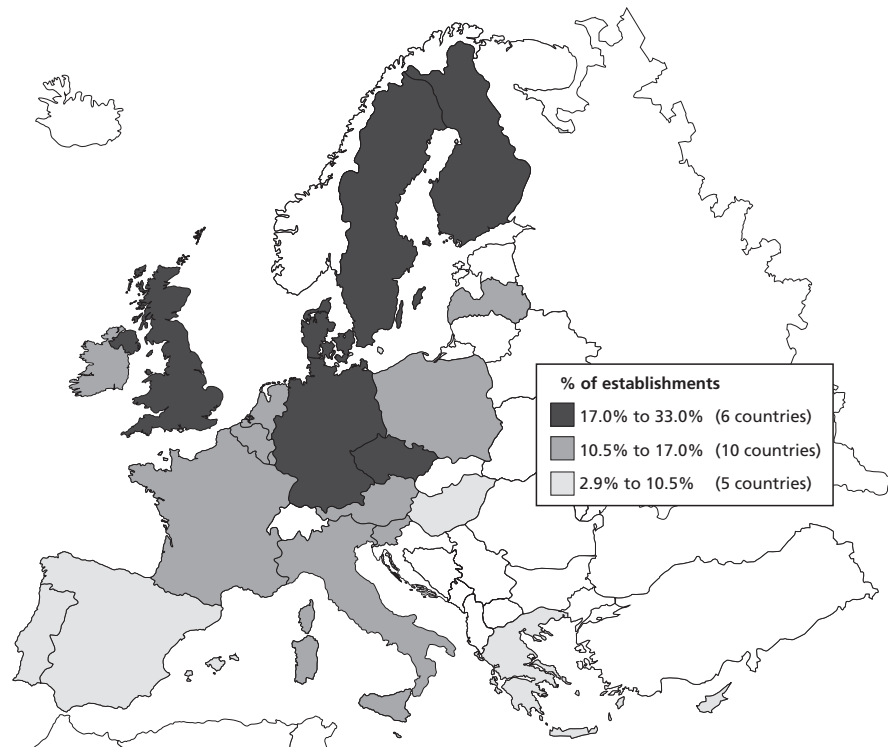 % of establishments
17.0% to 33.0% (6 countries)
10.5% to 17.0% (10 countries)
2.9% to 10.5% (5 countries)